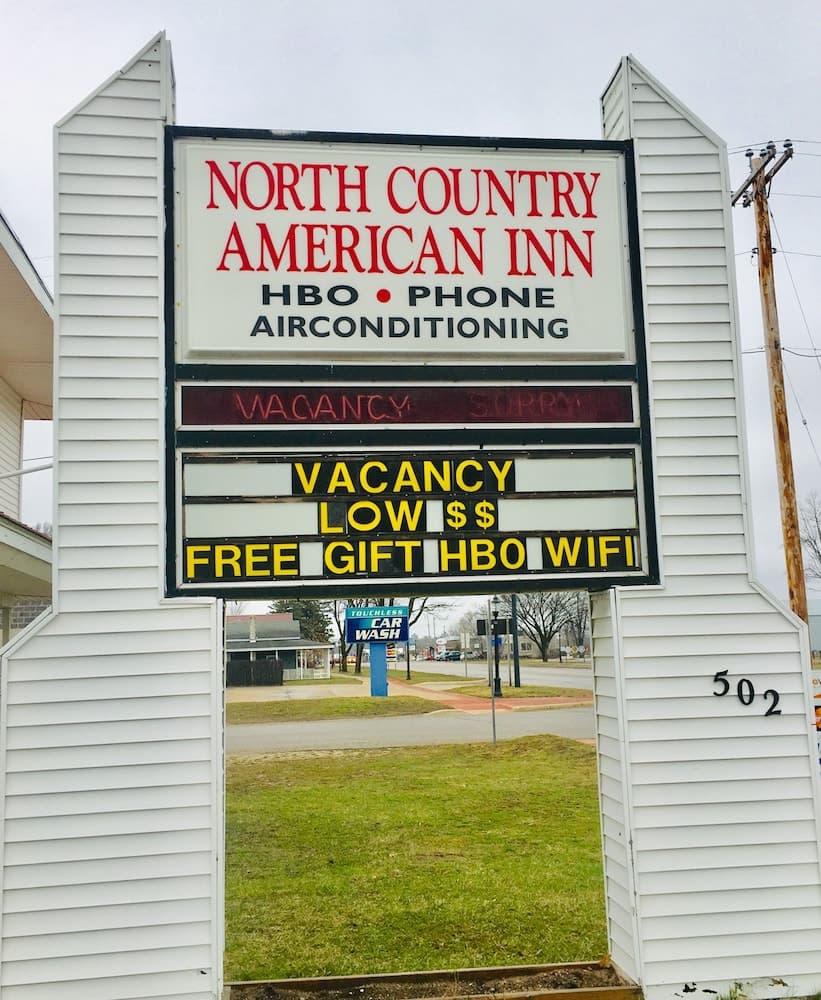 NORTH COUNTRY
AMERICAN INN
HBO • PHONE
AIRCONDITIONING
VACANCY SORRY
VACANCY
LOW $$
FREE GIFT HBO WIFI
TOUCHLESS
CAR
WASH
502